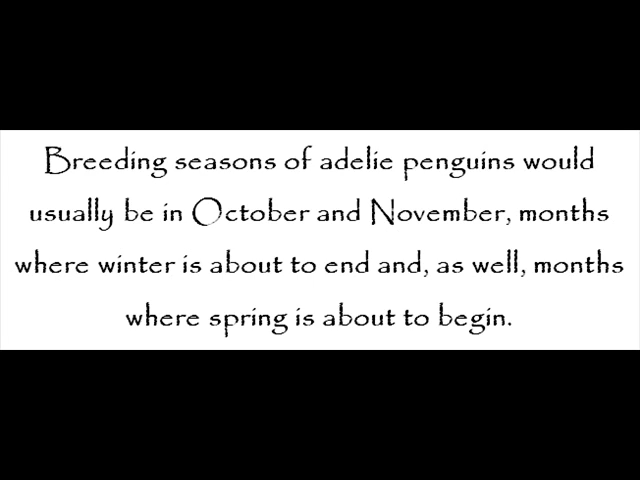 Breeding seasons of adelie penguins would
usually be in October and November, months
where winter is about to end and, as well, months
where spring is about to begin.